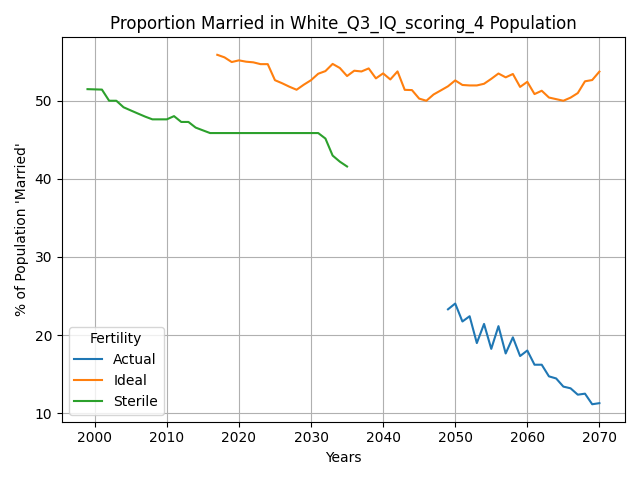 Proportion Married in White_Q3_IQ_scoring_4 Population
% of Population 'Married'
50
40
30
20
10
Fertility
Actual
Ideal
Sterile
2000 2010 2020 2030 2040 2050 2060 2070
Years